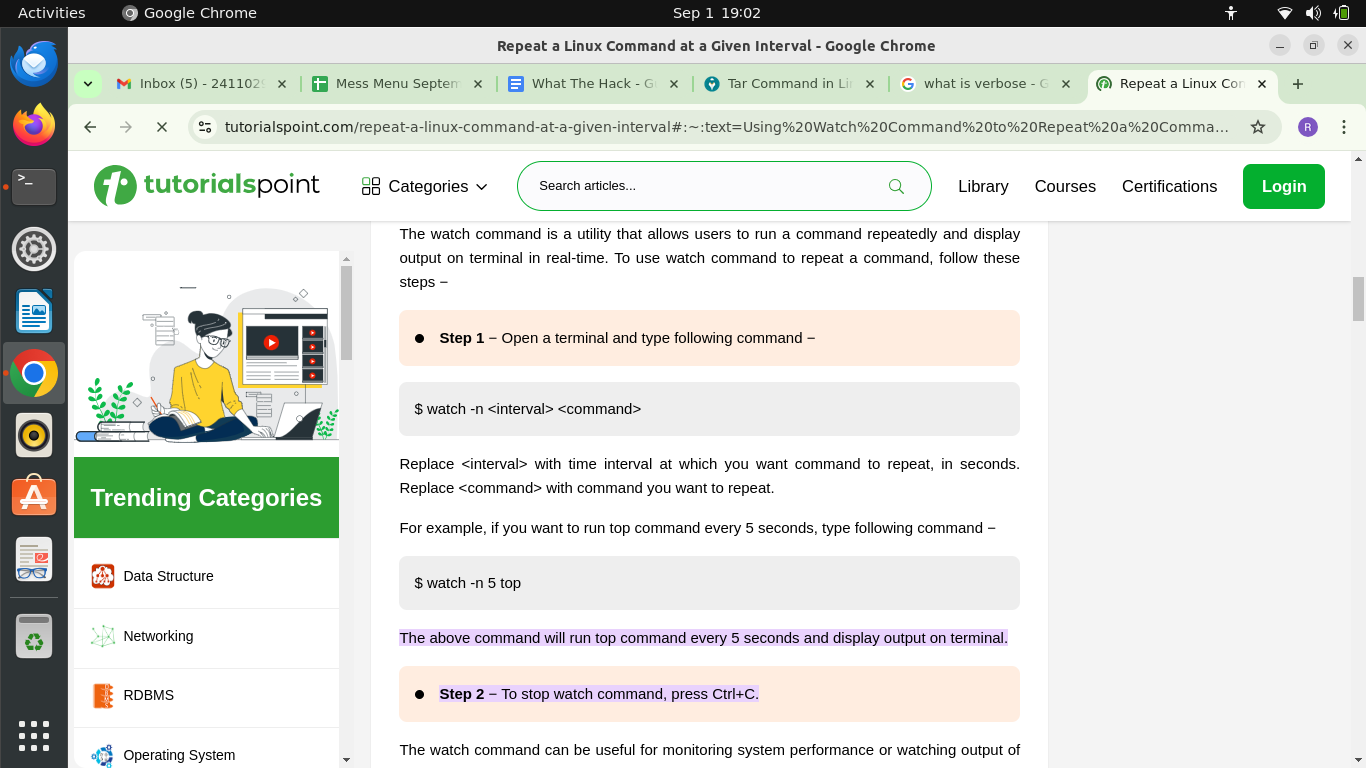 Activities
Google Chrome
Sep 1 19:02
Repeat a Linux Command at a Given Interval - Google Chrome
Inbox (5) - 241102
Mess Menu Septem
What The Hack - G
Tar Command in Li
what is verbose - G
Repeat a Linux Con
tutorialspoint.com/repeat-a-linux-command-at-a-given-interval#:~:text=Using%20Watch%20Command%20to%20Repeat%20a%20Comma...
R
tutorialspoint
Categories
Search articles...
Library
Courses
Certifications
Login
The watch command is a utility that allows users to run a command repeatedly and display
output on terminal in real-time. To use watch command to repeat a command, follow these
steps −
Step 1 − Open a terminal and type following command −
$ watch -n <interval> <command>
Replace <interval> with time interval at which you want command to repeat, in seconds.
Replace <command> with command you want to repeat.
For example, if you want to run top command every 5 seconds, type following command −
$ watch -n 5 top
The above command will run top command every 5 seconds and display output on terminal.
Step 2 − To stop watch command, press Ctrl+C.
The watch command can be useful for monitoring system performance or watching output of
Trending Categories
Data Structure
Networking
RDBMS
Operating System